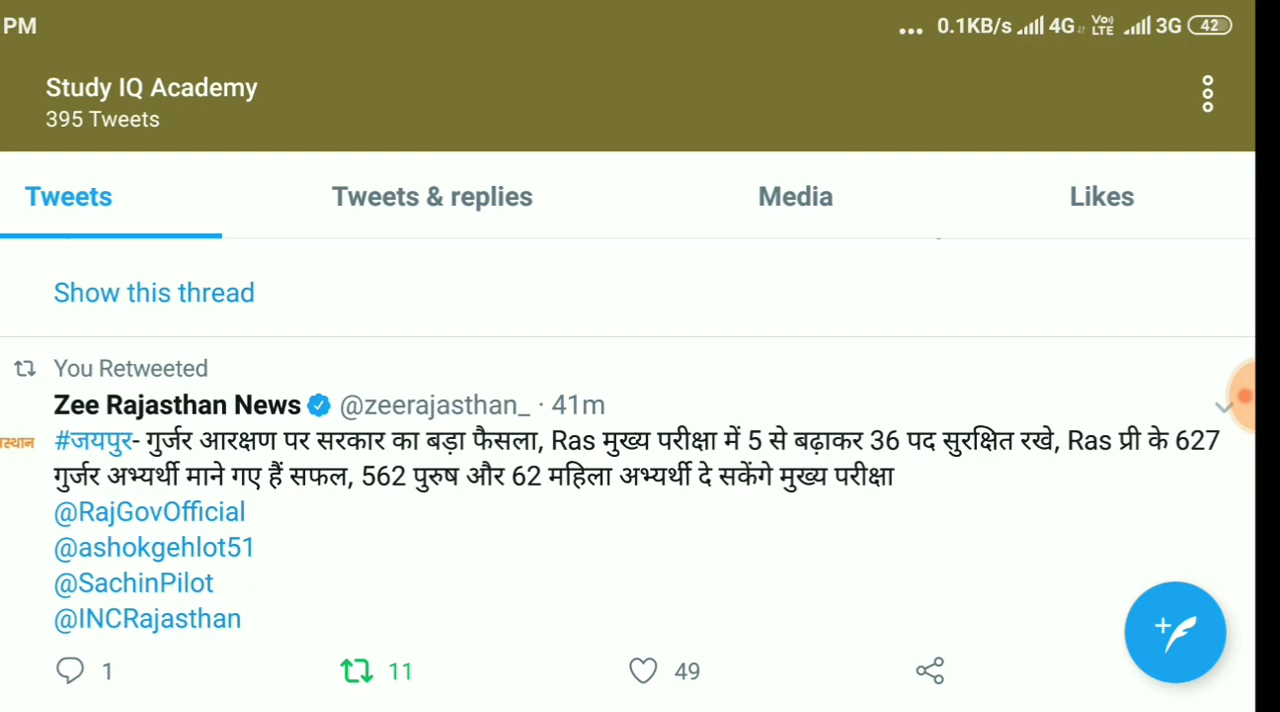 PM
... 0.1KB/s 4G Vo)) LTE 3G 42
Study IQ Academy
395 Tweets
Tweets Tweets & replies Media Likes
Show this thread
You Retweeted
Zee Rajasthan News @zeerajasthan_ · 41m
#जयपुर- गुर्जर आरक्षण पर सरकार का बड़ा फैसला, Ras मुख्य परीक्षा में 5 से बढ़ाकर 36 पद सुरक्षित रखे, Ras प्री के 627
गुर्जर अभ्यर्थी माने गए हैं सफल, 562 पुरुष और 62 महिला अभ्यर्थी दे सकेंगे मुख्य परीक्षा
@RajGovOfficial
@ashokgehlot51
@SachinPilot
@INCRajasthan
1 11 49